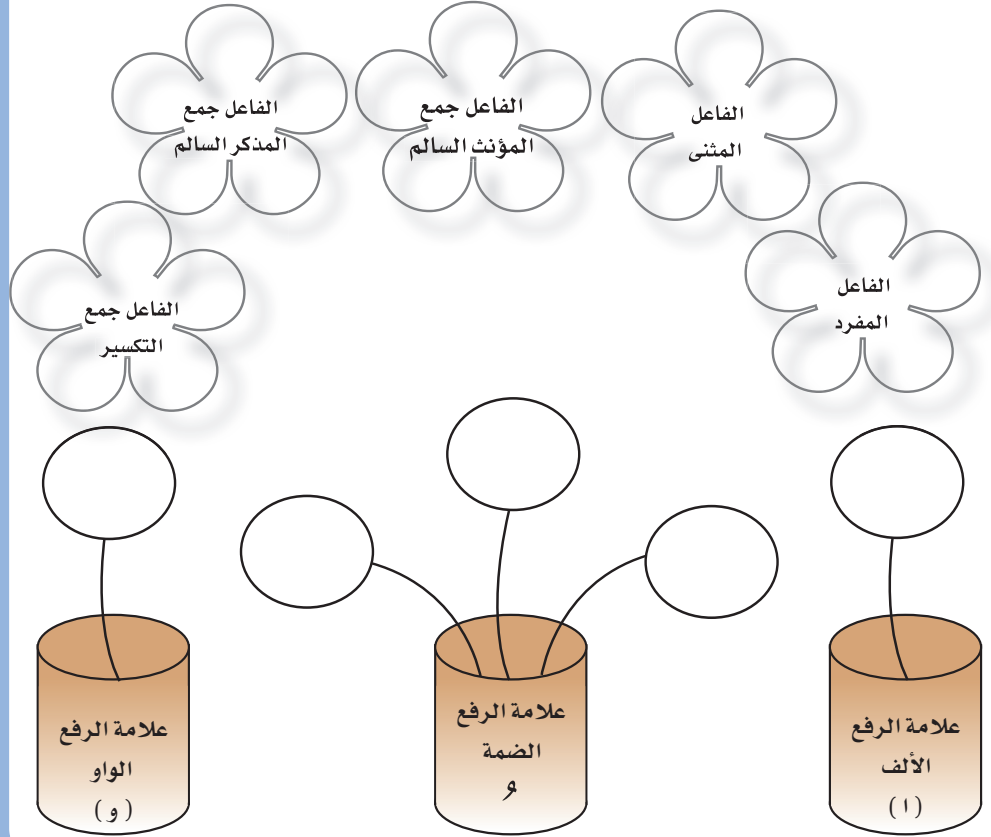 الفاعل
المفرد
الفاعل
المثنى
الفاعل جمع
المؤنث السالم
الفاعل جمع
المذكر السالم
الفاعل جمع
التكسير
علامة الرفع
الألف
( ا )
علامة الرفع
الضمة
ـُ
علامة الرفع
الواو
( و )